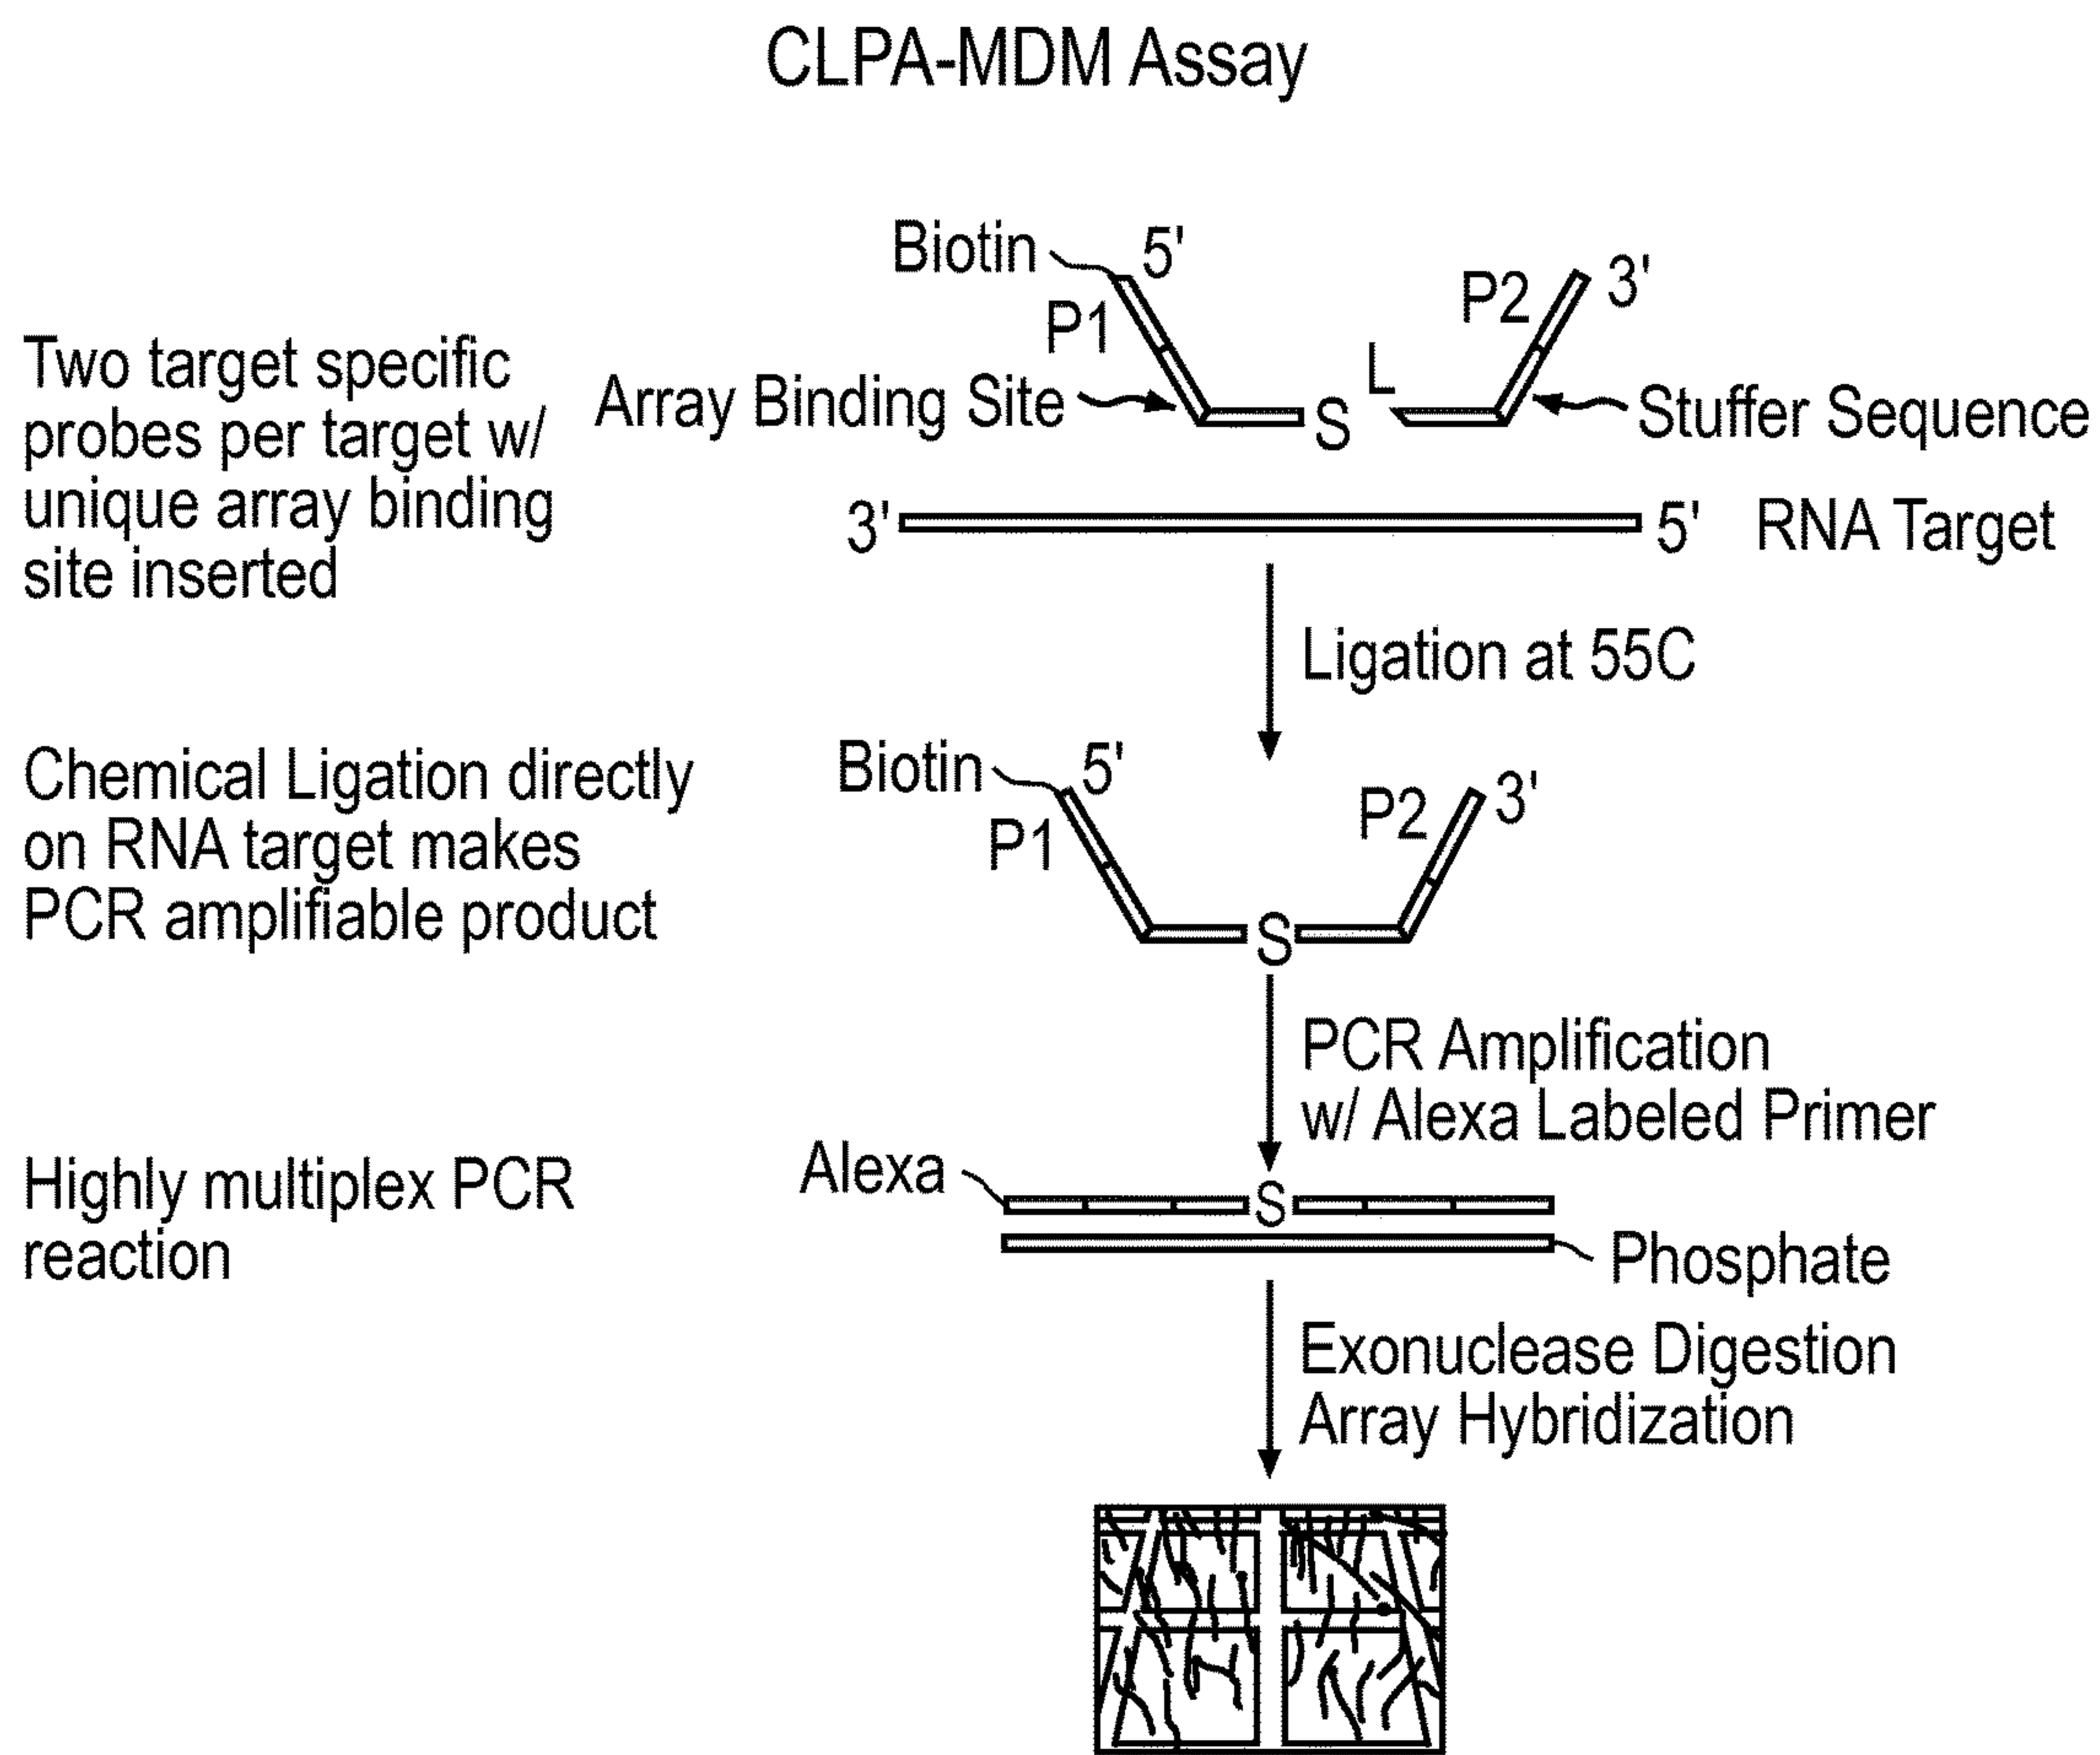 CLPA-MDM Assay
Biotin
5'
P1
P2
3'
Two target specific
probes per target w/
unique array binding
site inserted
Array Binding Site
S
L
Stuffer Sequence
3'
5'
RNA Target
Ligation at 55C
Chemical Ligation directly
on RNA target makes
PCR amplifiable product
Biotin
5'
P1
P2
3'
S
PCR Amplification
w/ Alexa Labeled Primer
Highly multiplex PCR
reaction
Alexa
S
Phosphate
Exonuclease Digestion
Array Hybridization